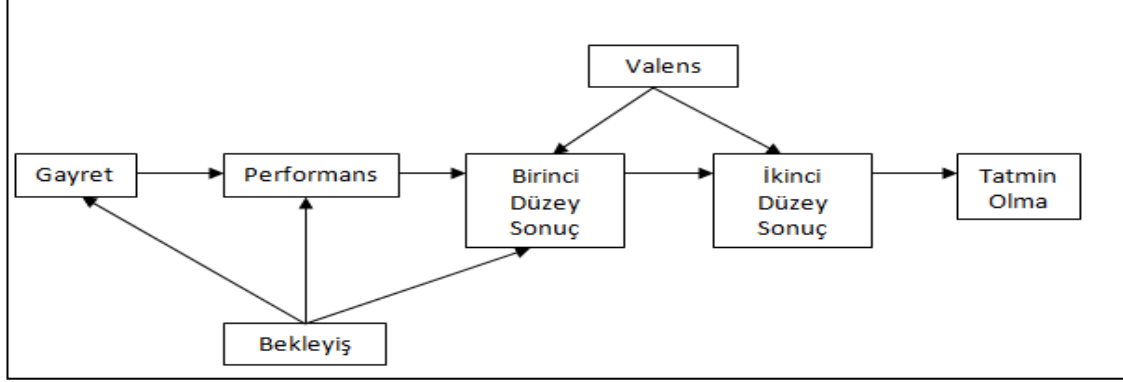 Valens
Gayret
Performans
Birinci
Düzey
Sonuç
İkinci
Düzey
Sonuç
Tatmin
Olma
Bekleyiş